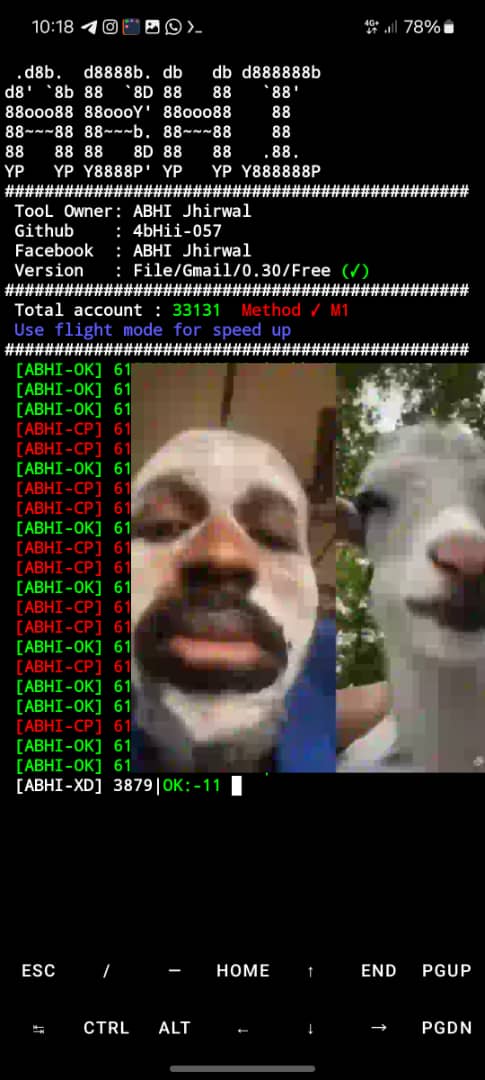 10:18 78%
4G+
.d8b.  d8888b. db   db d888888b
d8' `8b 88  `8D 88   88   `88'
88ooo88 88oooY' 88ooo88    88
88~~~88 88~~~b. 88~~~88    88
88   88 88   8D 88   88   .88.
YP   YP Y8888P' YP   YP Y888888P
###############################################
TooL Owner: ABHI Jhirwal
Github    : 4bHii-057
Facebook  : ABHI Jhirwal
Version   : File/Gmail/0.30/Free (✓)
###############################################
Total account : 33131  Method ✓ M1
Use flight mode for speed up
###############################################
[ABHI-OK] 61
[ABHI-OK] 61
[ABHI-OK] 61
[ABHI-CP] 61
[ABHI-CP] 61
[ABHI-OK] 61
[ABHI-CP] 61
[ABHI-CP] 61
[ABHI-OK] 61
[ABHI-CP] 61
[ABHI-CP] 61
[ABHI-OK] 61
[ABHI-CP] 61
[ABHI-CP] 61
[ABHI-OK] 61
[ABHI-CP] 61
[ABHI-OK] 61
[ABHI-OK] 61
[ABHI-CP] 61
[ABHI-OK] 61
[ABHI-OK] 61
[ABHI-XD] 3879|OK:-11
ESC / — HOME ↑ END PGUP
↹ CTRL ALT ← ↓ → PGDN